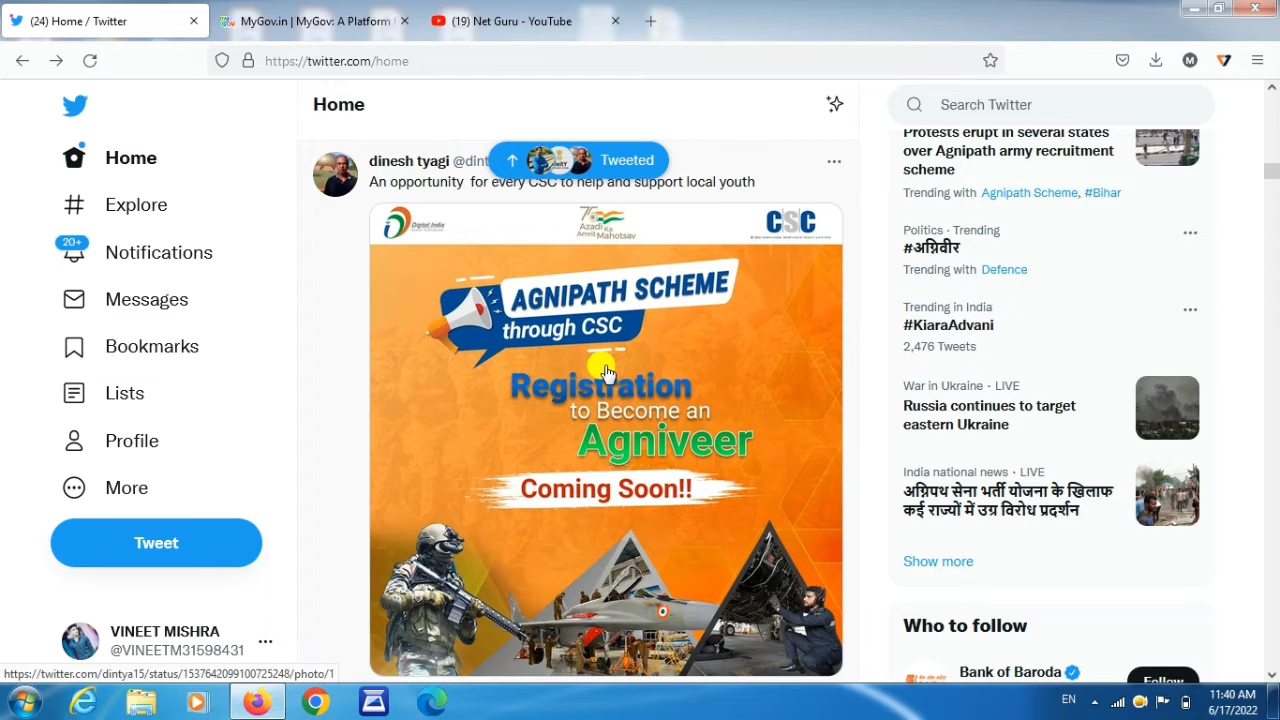 (24) Home / Twitter
MyGov.in | MyGov: A Platform
(19) Net Guru - YouTube
https://twitter.com/home
M
Home
Explore
20+
Notifications
Messages
Bookmarks
Lists
Profile
More
Tweet
VINEET MISHRA
@VINEETM31598431
https://twitter.com/dintya15/status/1537642099100725248/photo/1
Home
dinesh tyagi @dint
Tweeted
An opportunity for every CSC to help and support local youth
Digital India
75
Azadi Ka
Amrit Mahotsav
CSC
AGNIPATH SCHEME
through CSC
Registration
to Become an
Agniveer
Coming Soon!!
Search Twitter
Protests erupt in several states
over Agnipath army recruitment
scheme
Trending with Agnipath Scheme, #Bihar
Politics · Trending
#अग्निवीर
Trending with Defence
Trending in India
#KiaraAdvani
2,476 Tweets
War in Ukraine · LIVE
Russia continues to target
eastern Ukraine
India national news · LIVE
अग्निपथ सेना भर्ती योजना के खिलाफ
कई राज्यों में उग्र विरोध प्रदर्शन
Show more
Who to follow
Bank of Baroda
Follow
EN
11:40 AM
6/17/2022